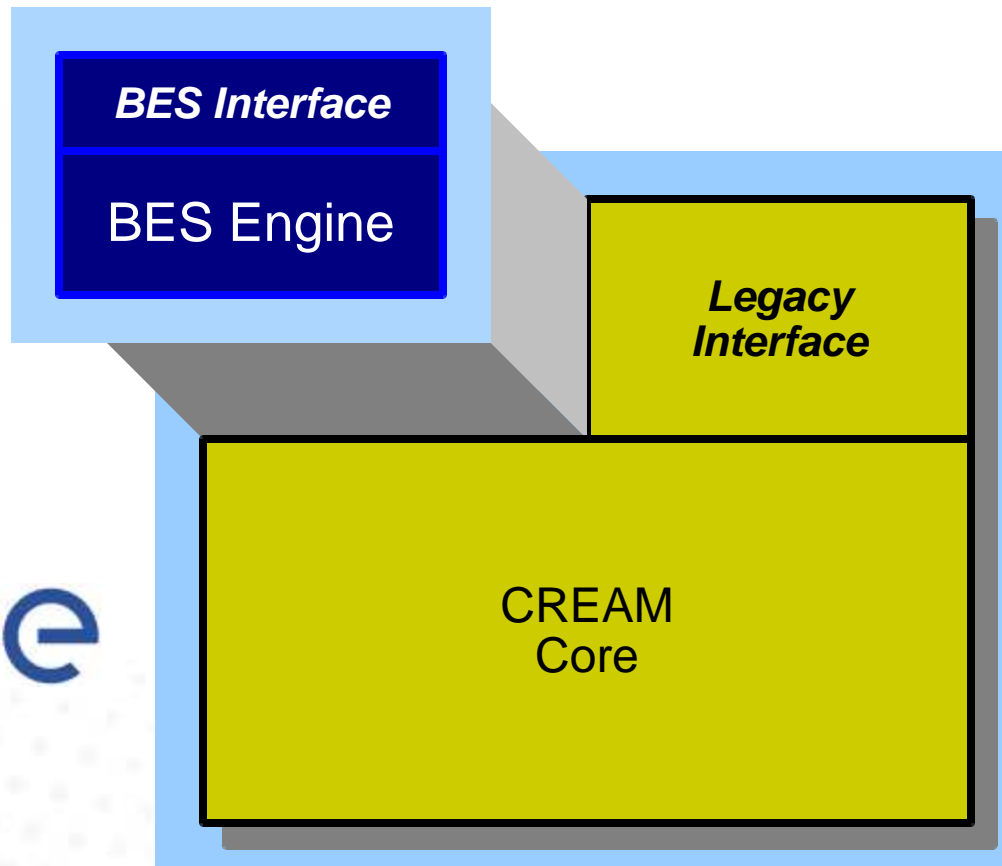 BES Interface
BES Engine
Legacy
Interface
CREAM
Core
e